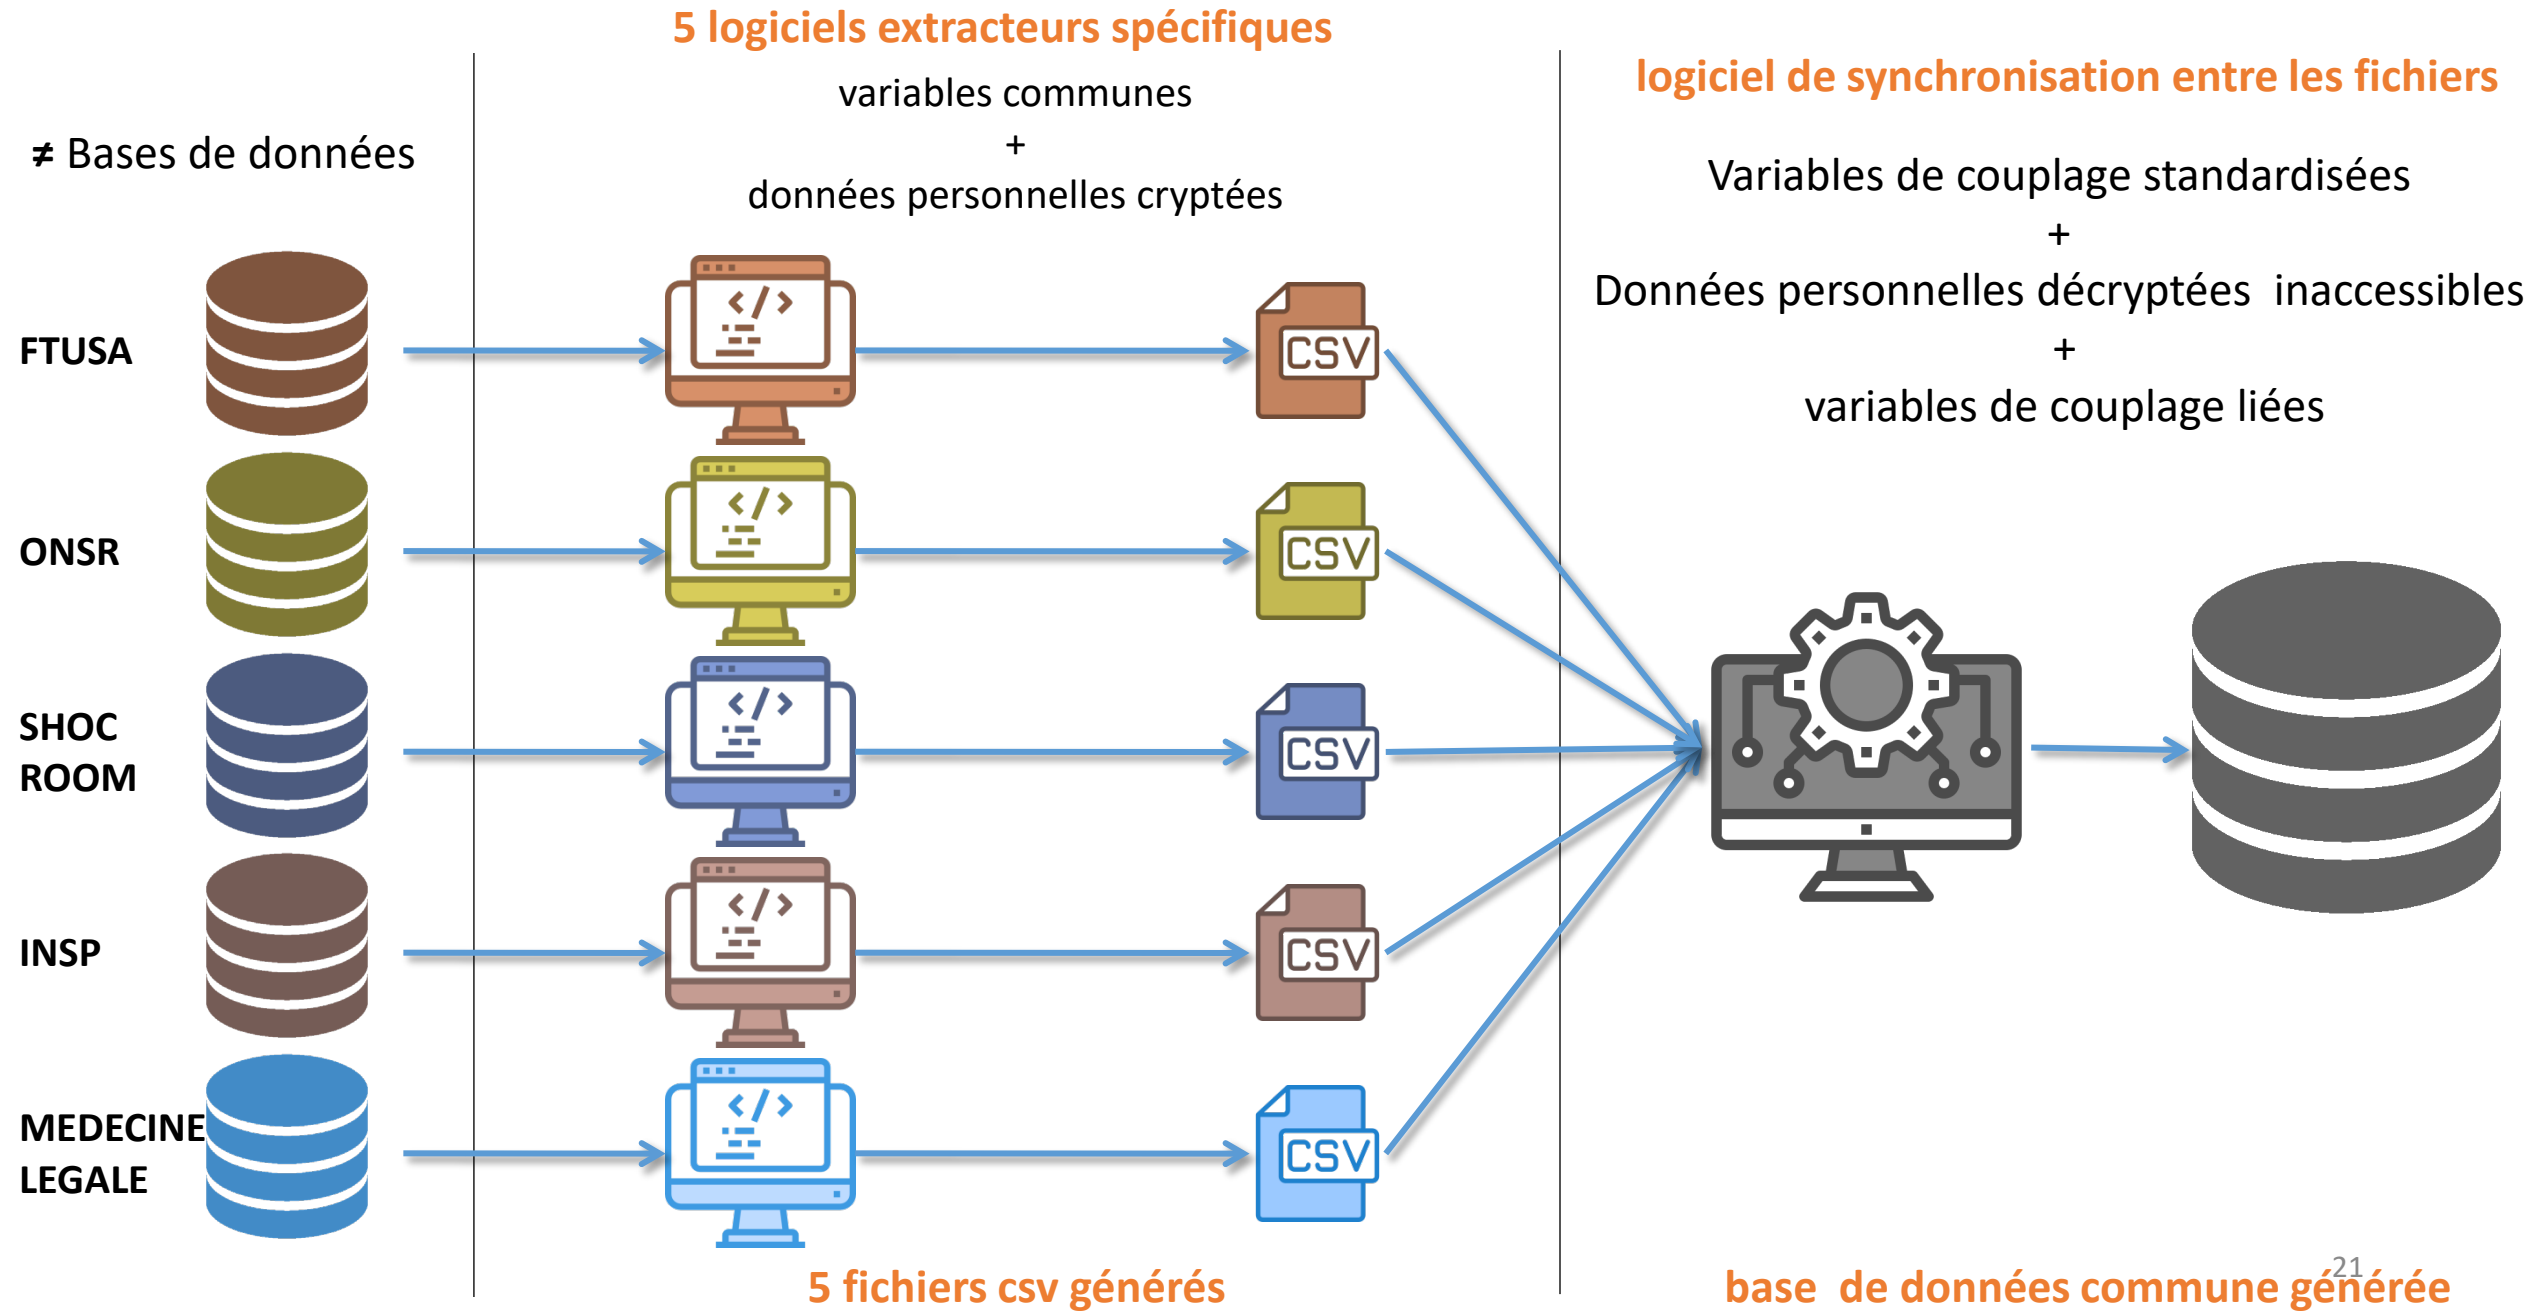 ≠ Bases de données
FTUSA
ONSR
SHOC
ROOM
INSP
MEDECINE
LEGALE
5 logiciels extracteurs spécifiques
variables communes
+
données personnelles cryptées
CSV
CSV
CSV
CSV
CSV
5 fichiers csv générés
logiciel de synchronisation entre les fichiers
Variables de couplage standardisées
+
Données personnelles décryptées  inaccessibles
+
variables de couplage liées
base  de données commune générée
21